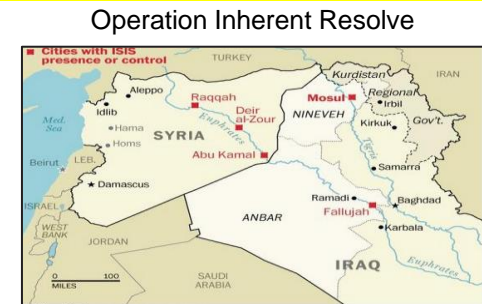 Operation Inherent Resolve
Cities with ISIS
presence or control
TURKEY
IRAN
Kurdistan
Regional
Gov't.
Aleppo
Raqqah
Mosul
Irbil
Idlib
Deir
al-Zour
NINEVEH
Kirkuk
Med.
Sea
Hama
Euphrates
SYRIA
Homs
Abu Kamal
Tigris
Samarra
Beirut
LEB.
Damascus
Ramadi
Baghdad
ISRAEL
ANBAR
Fallujah
Karbala
WEST
BANK
JORDAN
IRAQ
Euphrates
0 100
MILES
SAUDI
ARABIA